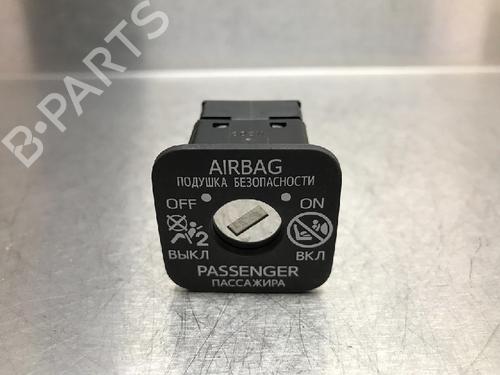 B-PARTS
AIRBAG
ПОДУШКА БЕЗОПАСНОСТИ
OFF ON
2
ВЫКЛ ВКЛ
PASSENGER
ПАССАЖИРА